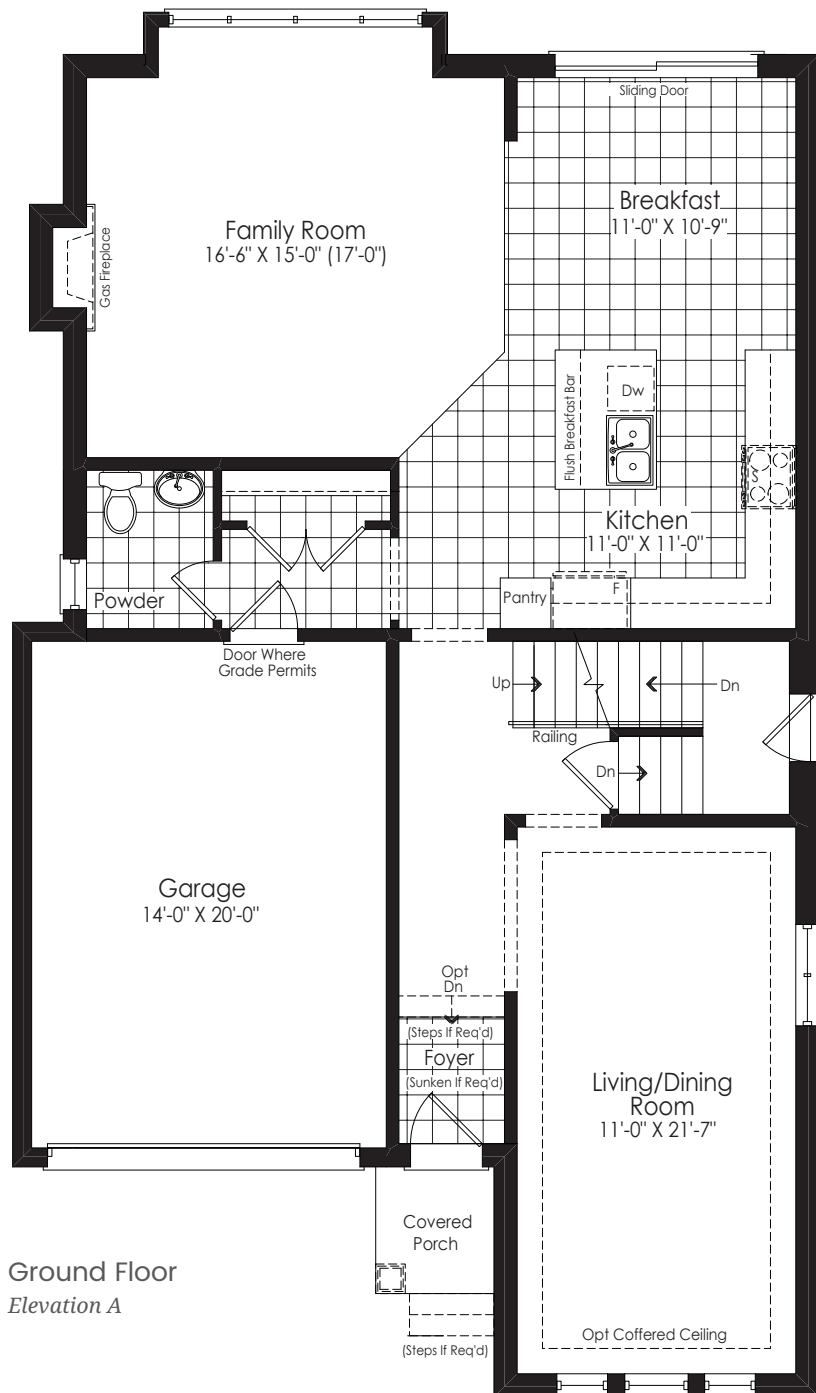 Sliding Door
Breakfast
11'-0" X 10'-9"
Family Room
16'-6" X 15'-0" (17'-0")
Gas Fireplace
Flush Breakfast Bar
Dw
S
Kitchen
11'-0" X 11'-0"
Pantry
F
Powder
Door Where
Grade Permits
Up
Dn
Railing
Dn
Garage
14'-0" X 20'-0"
Opt
Dn
(Steps If Req'd)
Foyer
(Sunken If Req'd)
Living/Dining
Room
11'-0" X 21'-7"
Covered
Porch
(Steps If Req'd)
Opt Coffered Ceiling
Ground Floor
Elevation A